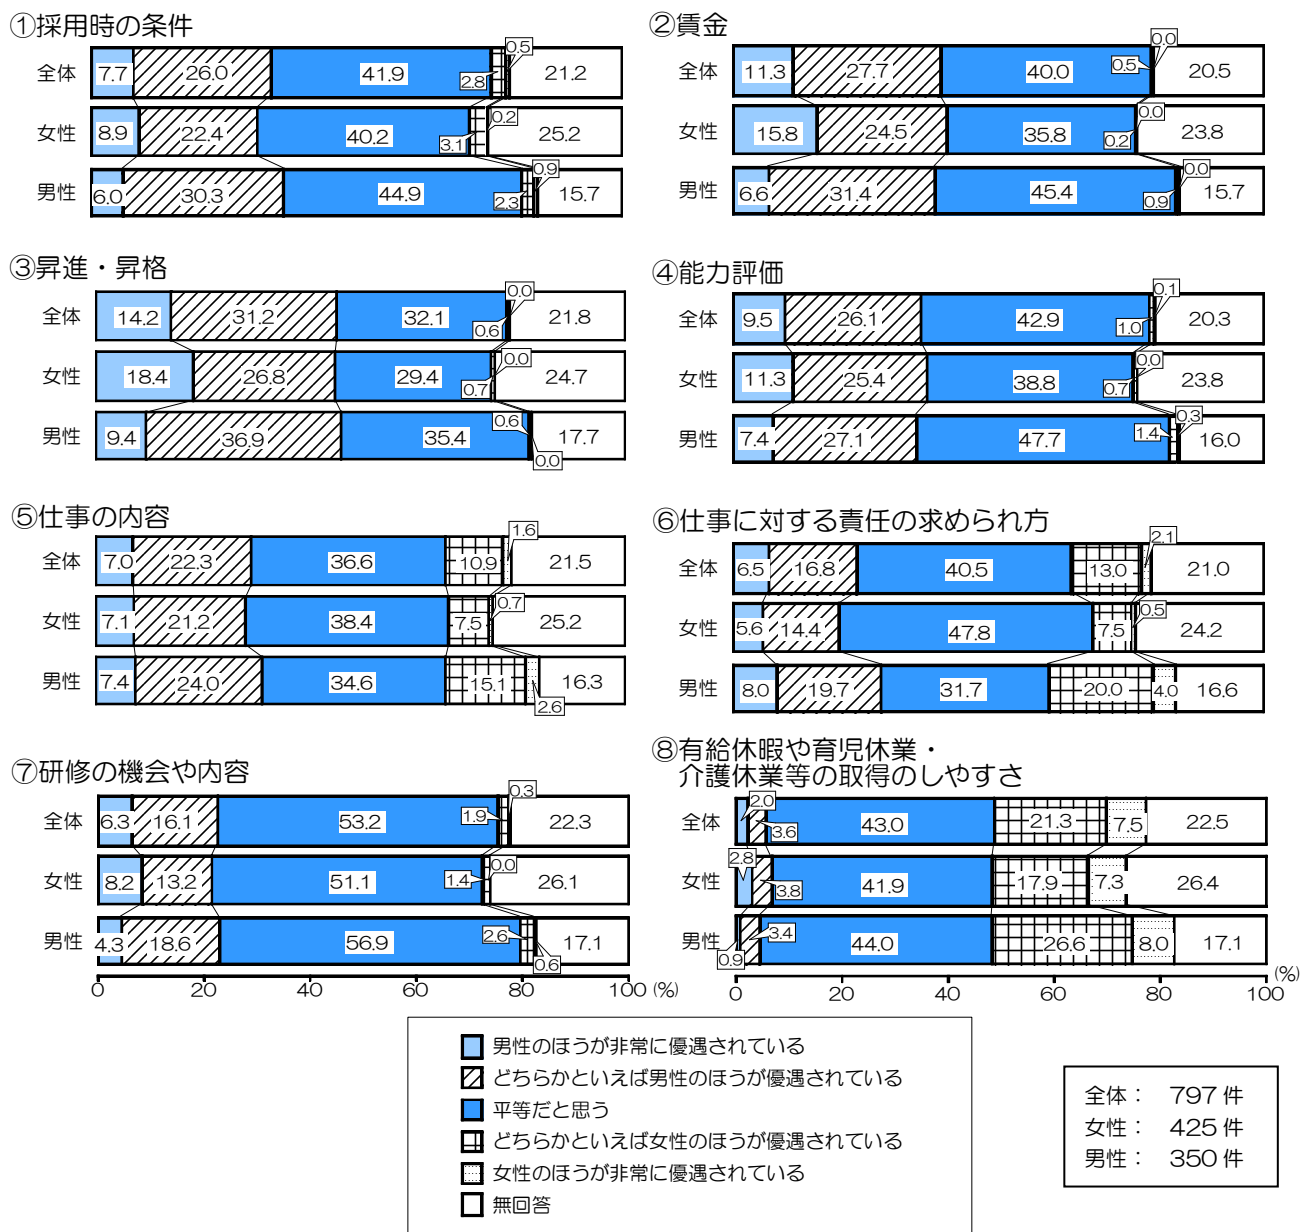 ①採用時の条件
全体 7.7 26.0 41.9 2.8 0.5 21.2
女性 8.9 22.4 40.2 3.1 0.2 25.2
男性 6.0 30.3 44.9 2.3 0.9 15.7
②賃金
全体 11.3 27.7 40.0 0.5 0.0 20.5
女性 15.8 24.5 35.8 0.2 0.0 23.8
男性 6.6 31.4 45.4 0.9 0.0 15.7
③昇進・昇格
全体 14.2 31.2 32.1 0.6 0.0 21.8
女性 18.4 26.8 29.4 0.7 0.0 24.7
男性 9.4 36.9 35.4 0.6 0.0 17.7
④能力評価
全体 9.5 26.1 42.9 1.0 0.1 20.3
女性 11.3 25.4 38.8 0.7 0.0 23.8
男性 7.4 27.1 47.7 1.4 0.3 16.0
⑤仕事の内容
全体 7.0 22.3 36.6 10.9 1.6 21.5
女性 7.1 21.2 38.4 7.5 0.7 25.2
男性 7.4 24.0 34.6 15.1 2.6 16.3
⑥仕事に対する責任の求められ方
全体 6.5 16.8 40.5 13.0 2.1 21.0
女性 5.6 14.4 47.8 7.5 0.5 24.2
男性 8.0 19.7 31.7 20.0 4.0 16.6
⑦研修の機会や内容
全体 6.3 16.1 53.2 1.9 0.3 22.3
女性 8.2 13.2 51.1 1.4 0.0 26.1
男性 4.3 18.6 56.9 2.6 0.6 17.1
0 20 40 60 80 100 (%)
⑧有給休暇や育児休業・
介護休業等の取得のしやすさ
全体 2.0 3.6 43.0 21.3 7.5 22.5
女性 2.8 3.8 41.9 17.9 7.3 26.4
男性 0.9 3.4 44.0 26.6 8.0 17.1
0 20 40 60 80 100 (%)
男性のほうが非常に優遇されている
どちらかといえば男性のほうが優遇されている
平等だと思う
どちらかといえば女性のほうが優遇されている
女性のほうが非常に優遇されている
無回答
全体： 797 件
女性： 425 件
男性： 350 件